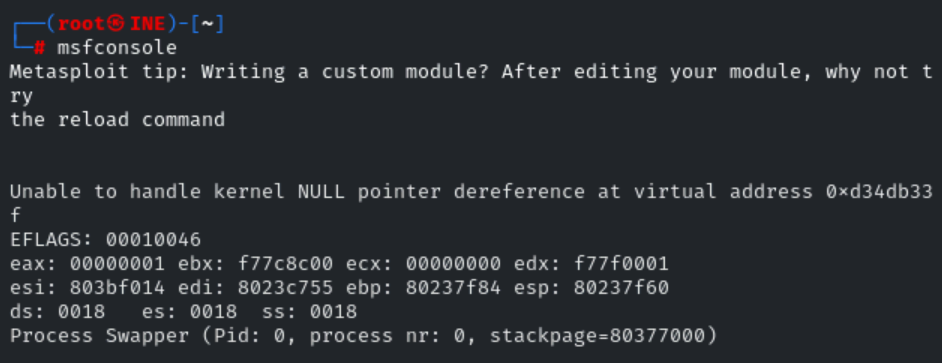 ┌──(root㉿INE)-[~]
└─# msfconsole
Metasploit tip: Writing a custom module? After editing your module, why not t
ry
the reload command
Unable to handle kernel NULL pointer dereference at virtual address 0xd34db33
f
EFLAGS: 00010046
eax: 00000001 ebx: f77c8c00 ecx: 00000000 edx: f77f0001
esi: 803bf014 edi: 8023c755 ebp: 80237f84 esp: 80237f60
ds: 0018   es: 0018  ss: 0018
Process Swapper (Pid: 0, process nr: 0, stackpage=80377000)